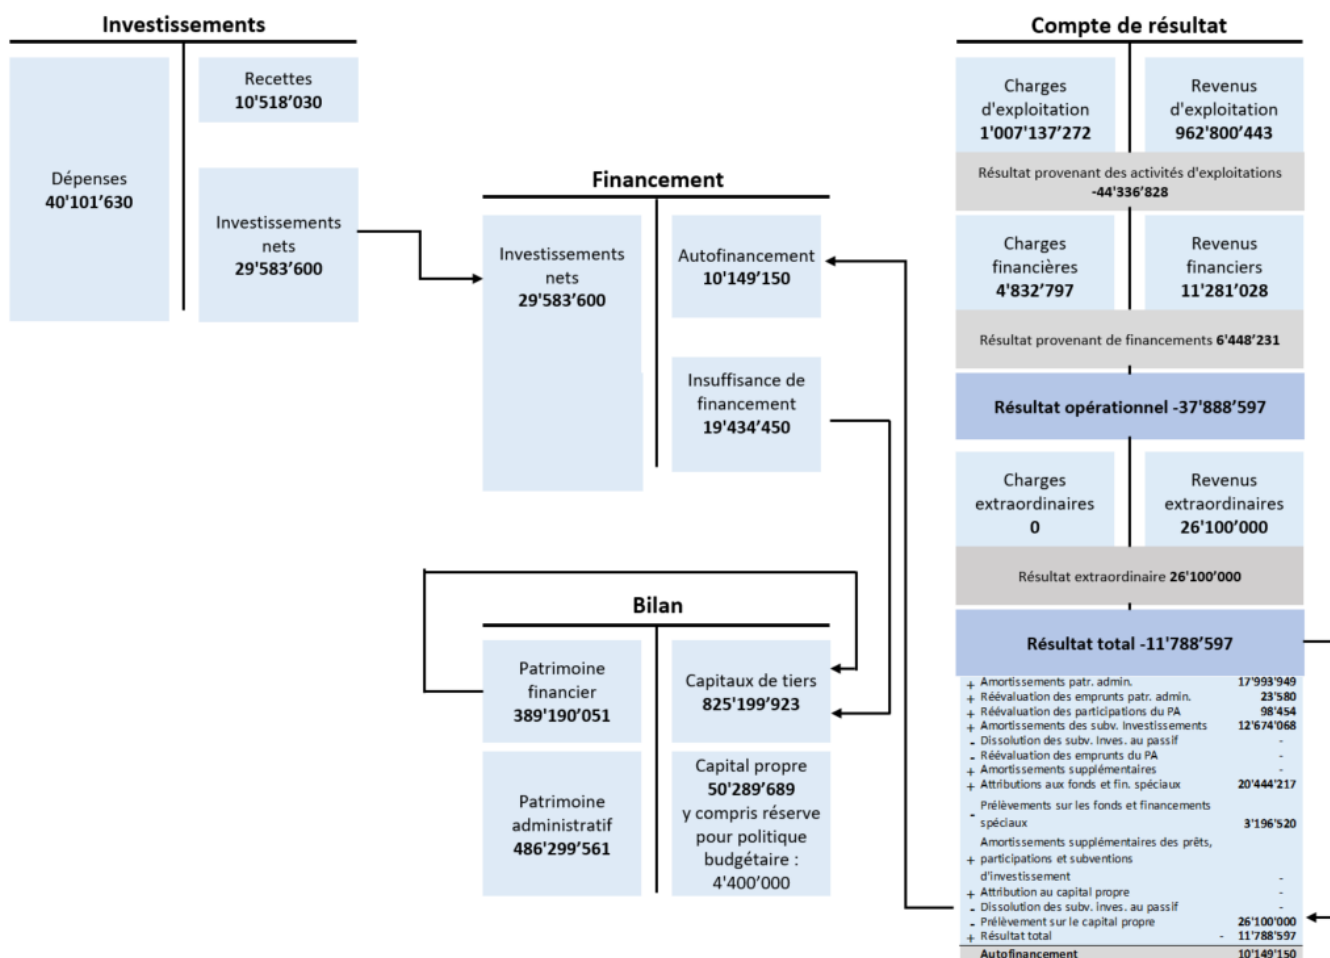 Investissements
Dépenses
40'101’630
Recettes
10'518’030
Investissements
nets
29'583’600
Financement
Investissements
nets
29'583’600
Autofinancement
10'149’150
Insuffisance de
financement
19'434’450
Bilan
Patrimoine
financier
389'190'051
Capitaux de tiers
825'199’923
Patrimoine
administratif
486'299’561
Capital propre
50'289'689
y compris réserve
pour politique
budgétaire :
4'400’000
Compte de résultat
Charges
d'exploitation
1'007'137’272
Revenus
d'exploitation
962'800’443
Résultat provenant des activités d'exploitations
-44'336’828
Charges
financières
4'832’797
Revenus
financiers
11'281’028
Résultat provenant de financements 6'448’231
Résultat opérationnel -37'888’597
Charges
extraordinaires
0
Revenus
extraordinaires
26'100’000
Résultat extraordinaire 26'100’000
Résultat total -11'788’597
+ Amortissements patr. admin. 17'993'949
+ Réévaluation des emprunts patr. admin. 23'580
+ Réévaluation des participations du PA 98'454
+ Amortissements des subv. Investissements 12'674'068
- Dissolution des subv. Inves. au passif -
- Réévaluation des emprunts du PA -
+ Amortissements supplémentaires -
+ Attributions aux fonds et fin. spéciaux 20'444'217
- Prélèvements sur les fonds et financements
spéciaux 3'196'520
Amortissements supplémentaires des prêts,
+ participations et subventions
d'investissement -
+ Attribution au capital propre -
- Dissolution des subv. inves. au passif -
- Prélèvement sur le capital propre 26'100'000
+ Résultat total - 11'788'597
Autofinancement 10'149'150